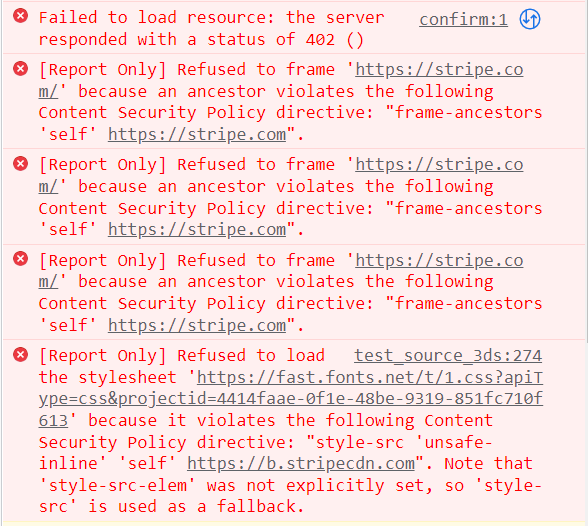 Failed to load resource: the server confirm:1
responded with a status of 402 ()
[Report Only] Refused to frame 'https://stripe.co
m/' because an ancestor violates the following
Content Security Policy directive: "frame-ancestors
'self' https://stripe.com".
[Report Only] Refused to frame 'https://stripe.co
m/' because an ancestor violates the following
Content Security Policy directive: "frame-ancestors
'self' https://stripe.com".
[Report Only] Refused to frame 'https://stripe.co
m/' because an ancestor violates the following
Content Security Policy directive: "frame-ancestors
'self' https://stripe.com".
[Report Only] Refused to load test_source_3ds:274
the stylesheet 'https://fast.fonts.net/t/1.css?apiT
ype=css&projectid=4414faae-0f1e-48be-9319-851fc710f
613' because it violates the following Content
Security Policy directive: "style-src 'unsafe-
inline' 'self' https://b.stripecdn.com". Note that
'style-src-elem' was not explicitly set, so 'style-
src' is used as a fallback.